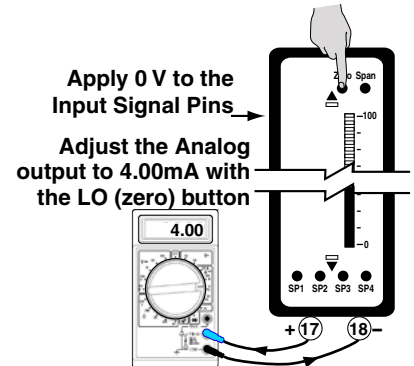 Apply 0 V to the
Input Signal Pins
Adjust the Analog
output to 4.00mA with
the LO (zero) button
4.00
Zero Span
100
0
SP1 SP2 SP3 SP4
+ 17 18 –